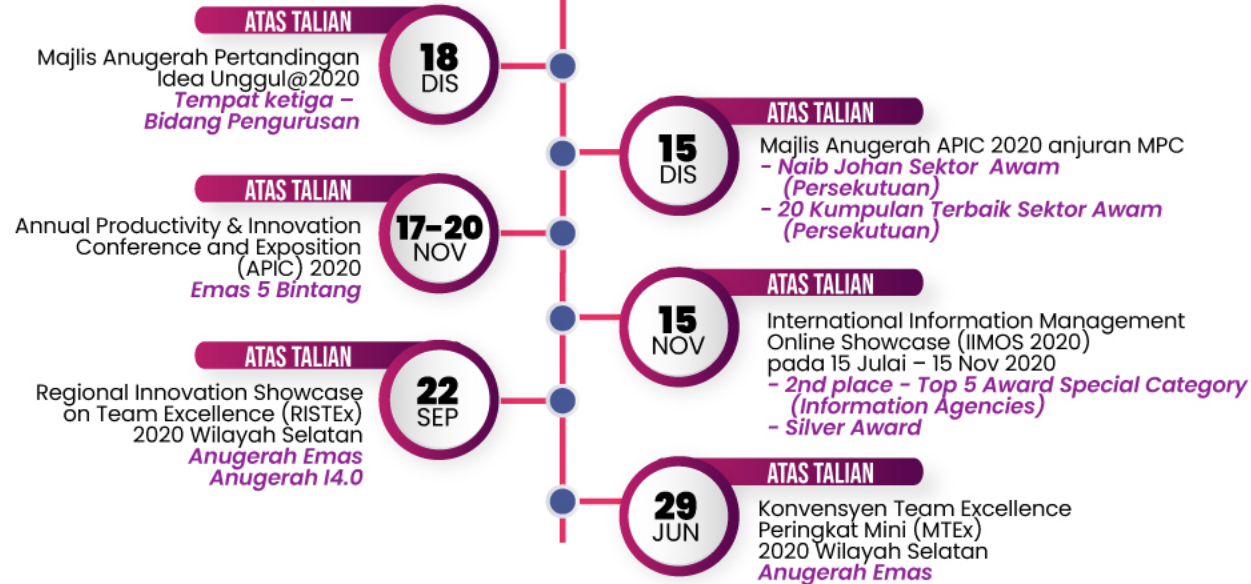 ATAS TALIAN
18
DIS
Majlis Anugerah Pertandingan
Idea Unggul@2020
Tempat ketiga –
Bidang Pengurusan
ATAS TALIAN
15
DIS
Majlis Anugerah APIC 2020 anjuran MPC
- Naib Johan Sektor Awam
(Persekutuan)
- 20 Kumpulan Terbaik Sektor Awam
(Persekutuan)
ATAS TALIAN
17-20
NOV
Annual Productivity & Innovation
Conference and Exposition
(APIC) 2020
Emas 5 Bintang
ATAS TALIAN
15
NOV
International Information Management
Online Showcase (IIMOS 2020)
pada 15 Julai – 15 Nov 2020
- 2nd place - Top 5 Award Special Category
(Information Agencies)
- Silver Award
ATAS TALIAN
22
SEP
Regional Innovation Showcase
on Team Excellence (RISTEx)
2020 Wilayah Selatan
Anugerah Emas
Anugerah I4.0
ATAS TALIAN
29
JUN
Konvensyen Team Excellence
Peringkat Mini (MTEx)
2020 Wilayah Selatan
Anugerah Emas